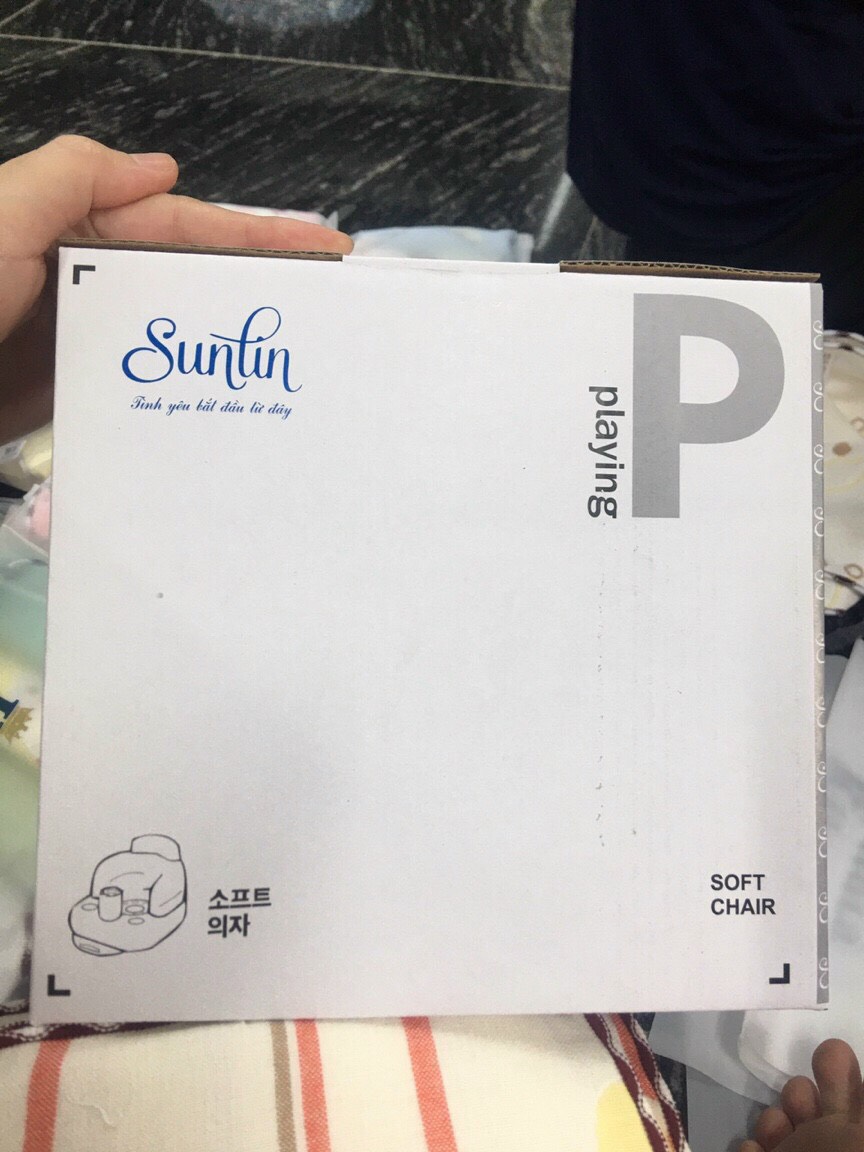 Sunlin
Tình yêu bắt đầu từ đây
P
playing
소프트
의자
SOFT
CHAIR